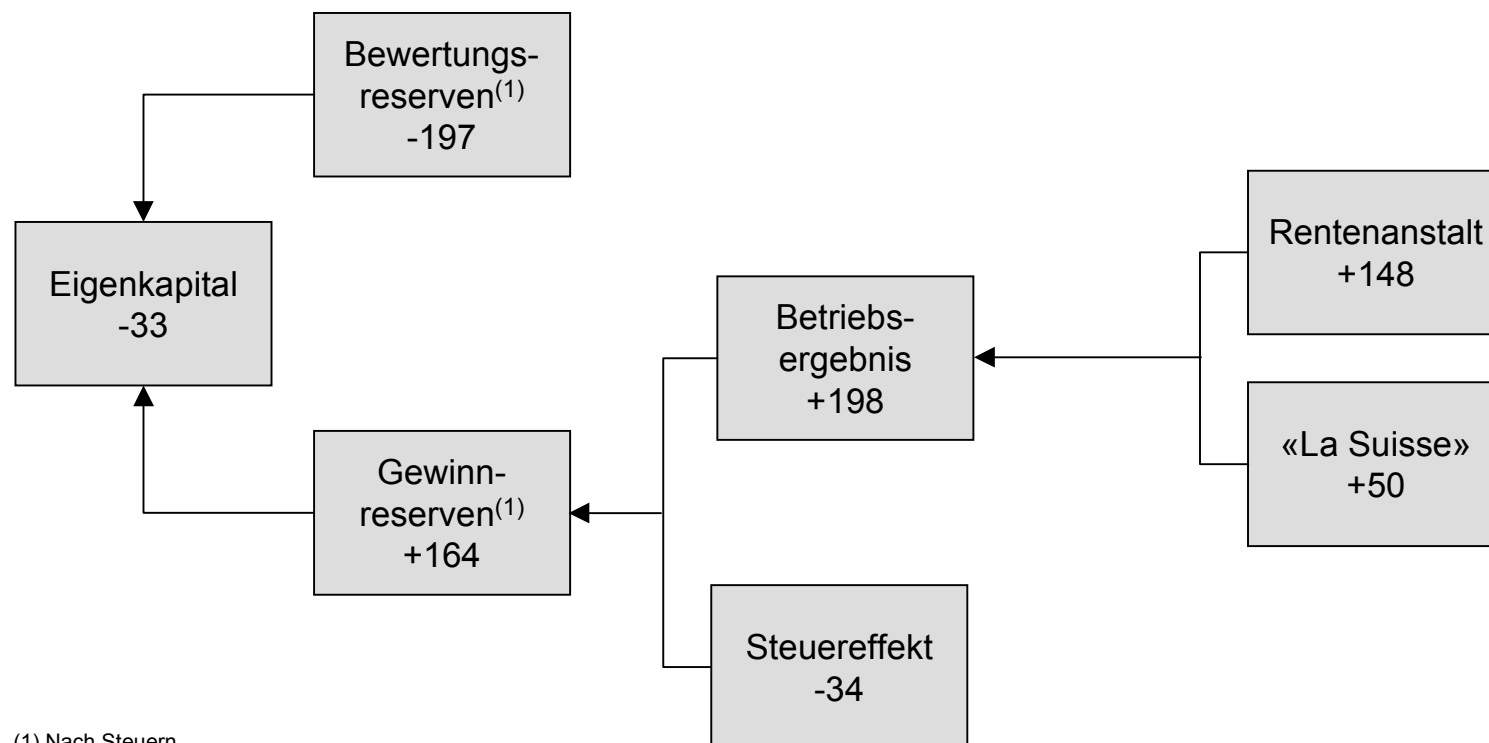 Bewertungs-
reserven(1)
-197
Eigenkapital
-33
Gewinn-
reserven(1)
+164
Betriebs-
ergebnis
+198
Steuereffekt
-34
Rentenanstalt
+148
«La Suisse»
+50
(1) Nach Steuern